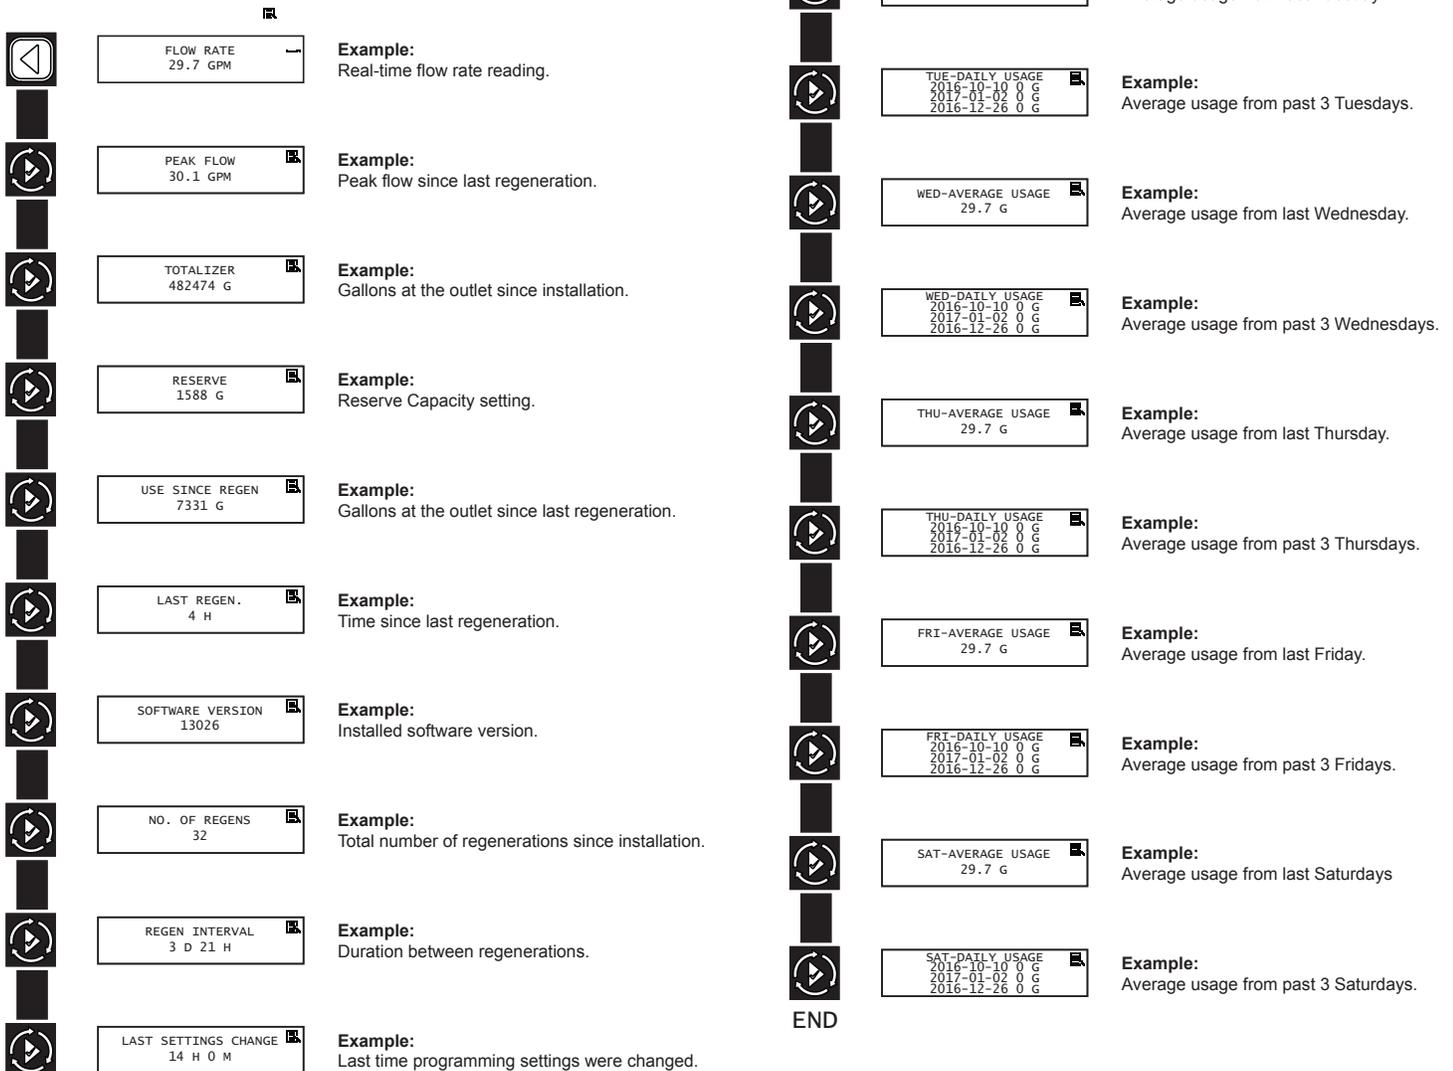 FLOW RATE
29.7 GPM
Example:
Real-time flow rate reading.
PEAK FLOW
30.1 GPM
Example:
Peak flow since last regeneration.
TOTALIZER
482474 G
Example:
Gallons at the outlet since installation.
RESERVE
1588 G
Example:
Reserve Capacity setting.
USE SINCE REGEN
7331 G
Example:
Gallons at the outlet since last regeneration.
LAST REGEN.
4 H
Example:
Time since last regeneration.
SOFTWARE VERSION
13026
Example:
Installed software version.
NO. OF REGENS
32
Example:
Total number of regenerations since installation.
REGEN INTERVAL
3 D 21 H
Example:
Duration between regenerations.
LAST SETTINGS CHANGE
14 H 0 M
Example:
Last time programming settings were changed.
TUE-DAILY USAGE
2016-10-10 0 G
2017-01-02 0 G
2016-12-26 0 G
Example:
Average usage from past 3 Tuesdays.
WED-AVERAGE USAGE
29.7 G
Example:
Average usage from last Wednesday.
WED-DAILY USAGE
2016-10-10 0 G
2017-01-02 0 G
2016-12-26 0 G
Example:
Average usage from past 3 Wednesdays.
THU-AVERAGE USAGE
29.7 G
Example:
Average usage from last Thursday.
THU-DAILY USAGE
2016-10-10 0 G
2017-01-02 0 G
2016-12-26 0 G
Example:
Average usage from past 3 Thursdays.
FRI-AVERAGE USAGE
29.7 G
Example:
Average usage from last Friday.
FRI-DAILY USAGE
2016-10-10 0 G
2017-01-02 0 G
2016-12-26 0 G
Example:
Average usage from past 3 Fridays.
SAT-AVERAGE USAGE
29.7 G
Example:
Average usage from last Saturdays
SAT-DAILY USAGE
2016-10-10 0 G
2017-01-02 0 G
2016-12-26 0 G
Example:
Average usage from past 3 Saturdays.
END